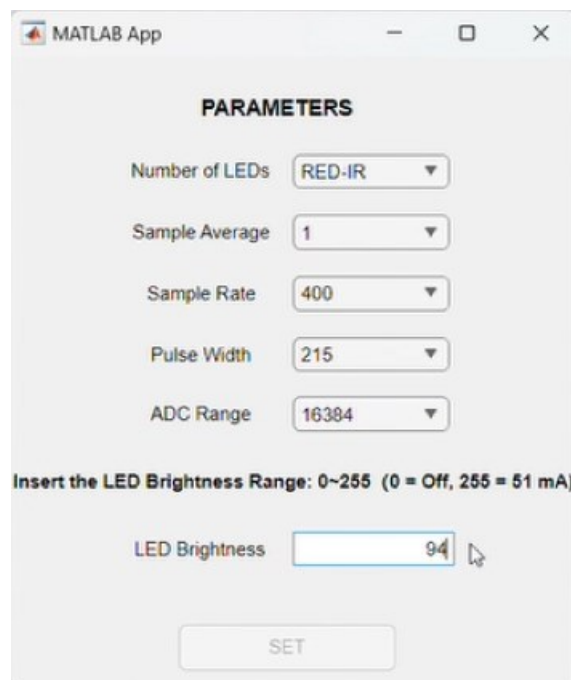 MATLAB App
PARAMETERS
Number of LEDs RED-IR
Sample Average 1
Sample Rate 400
Pulse Width 215
ADC Range 16384
Insert the LED Brightness Range: 0~255 (0 = Off, 255 = 51 mA)
LED Brightness 94
SET